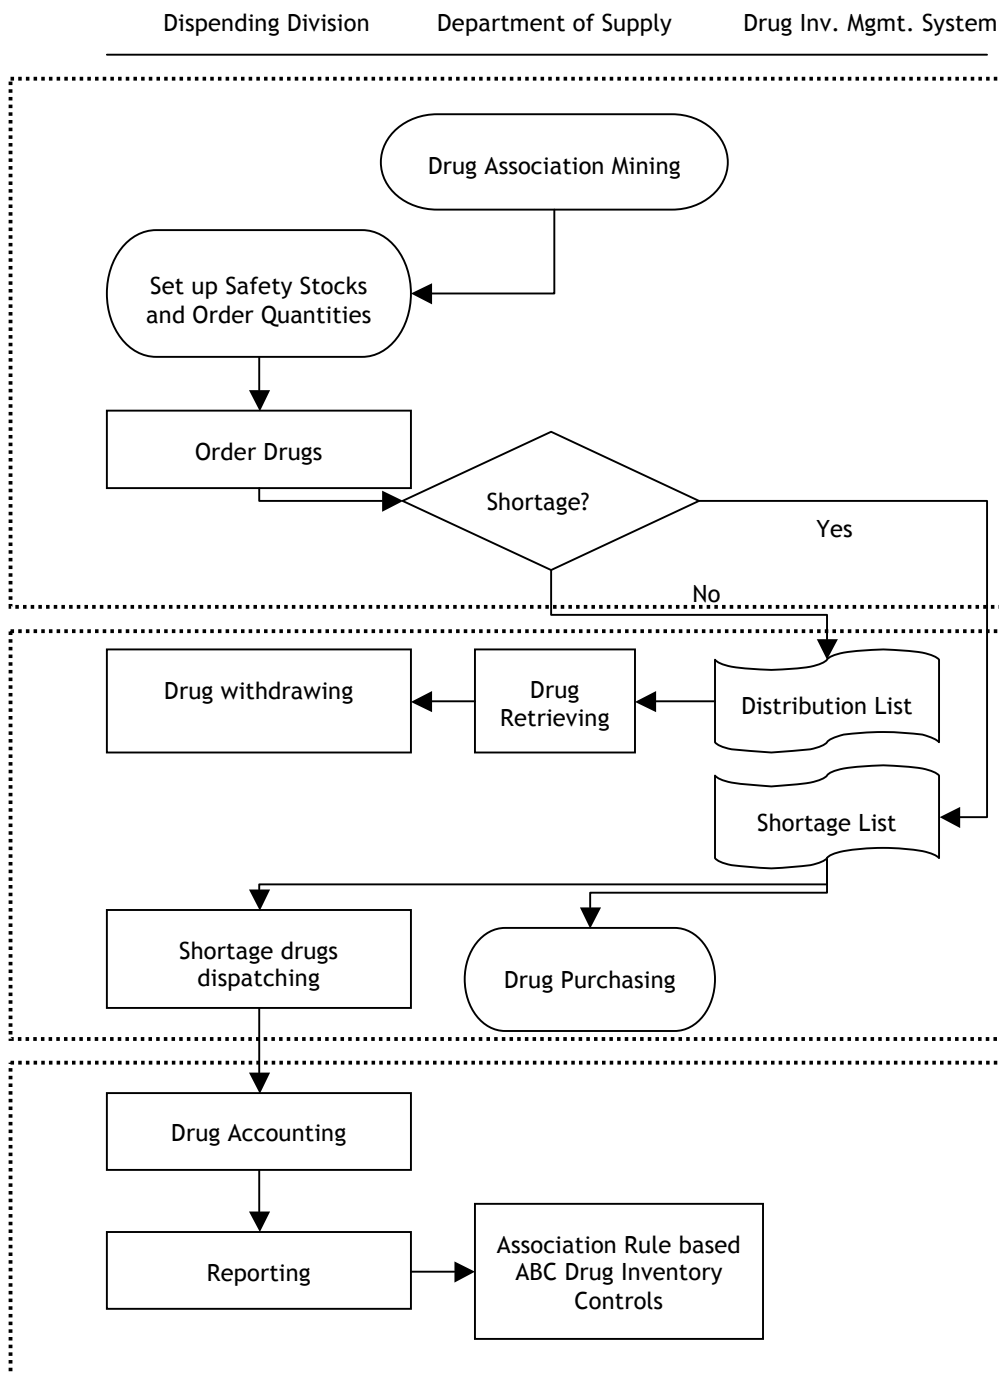 Dispending Division Department of Supply Drug Inv. Mgmt. System
Drug Association Mining
Set up Safety Stocks
and Order Quantities
Order Drugs
Shortage?
Yes
No
Drug withdrawing
Drug
Retrieving
Distribution List
Shortage List
Shortage drugs
dispatching
Drug Purchasing
Drug Accounting
Reporting
Association Rule based
ABC Drug Inventory
Controls